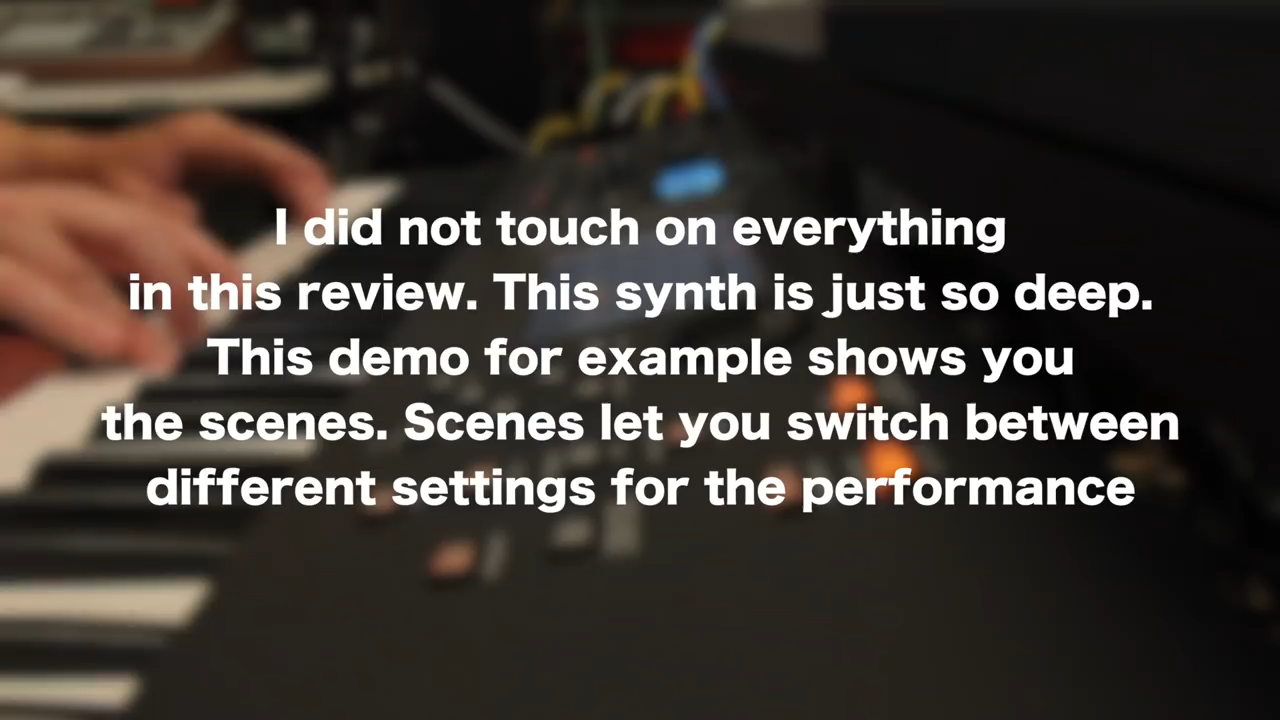 I did not touch on everything
in this review. This synth is just so deep.
This demo for example shows you
the scenes. Scenes let you switch between
different settings for the performance